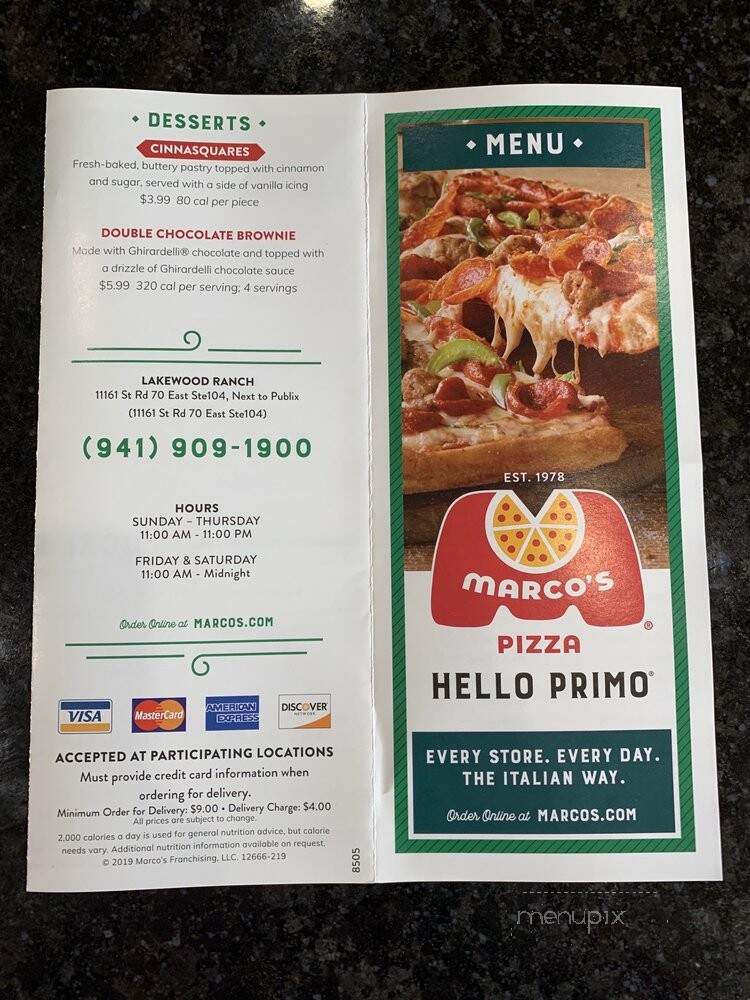 • DESSERTS •
CINNASQUARES
Fresh-baked, buttery pastry topped with cinnamon
and sugar, served with a side of vanilla icing
$3.99 80 cal per piece
DOUBLE CHOCOLATE BROWNIE
Made with Ghirardelli® chocolate and topped with
a drizzle of Ghirardelli chocolate sauce
$5.99 320 cal per serving; 4 servings
LAKEWOOD RANCH
11161 St Rd 70 East Ste104, Next to Publix
(11161 St Rd 70 East Ste104)
(941) 909-1900
HOURS
SUNDAY – THURSDAY
11:00 AM - 11:00 PM
FRIDAY & SATURDAY
11:00 AM - Midnight
Order Online at MARCOS.COM
VISA MasterCard AMERICAN EXPRESS DISCOVER NETWORK
ACCEPTED AT PARTICIPATING LOCATIONS
Must provide credit card information when
ordering for delivery.
Minimum Order for Delivery: $9.00 • Delivery Charge: $4.00
All prices are subject to change.
2,000 calories a day is used for general nutrition advice, but calorie
needs vary. Additional nutrition information available on request.
© 2019 Marco's Franchising, LLC. 12666-219
8505
• MENU •
EST. 1978
MARCO'S
®
PIZZA
HELLO PRIMO®
EVERY STORE. EVERY DAY.
THE ITALIAN WAY.
Order Online at MARCOS.COM
menupix